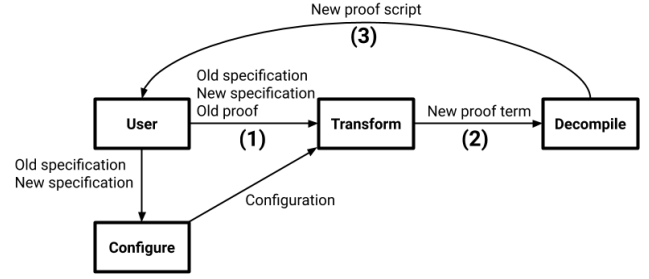 New proof script
(3)
Old specification
New specification
Old proof
(1)
User
Transform
New proof term
(2)
Decompile
Old specification
New specification
Configuration
Configure